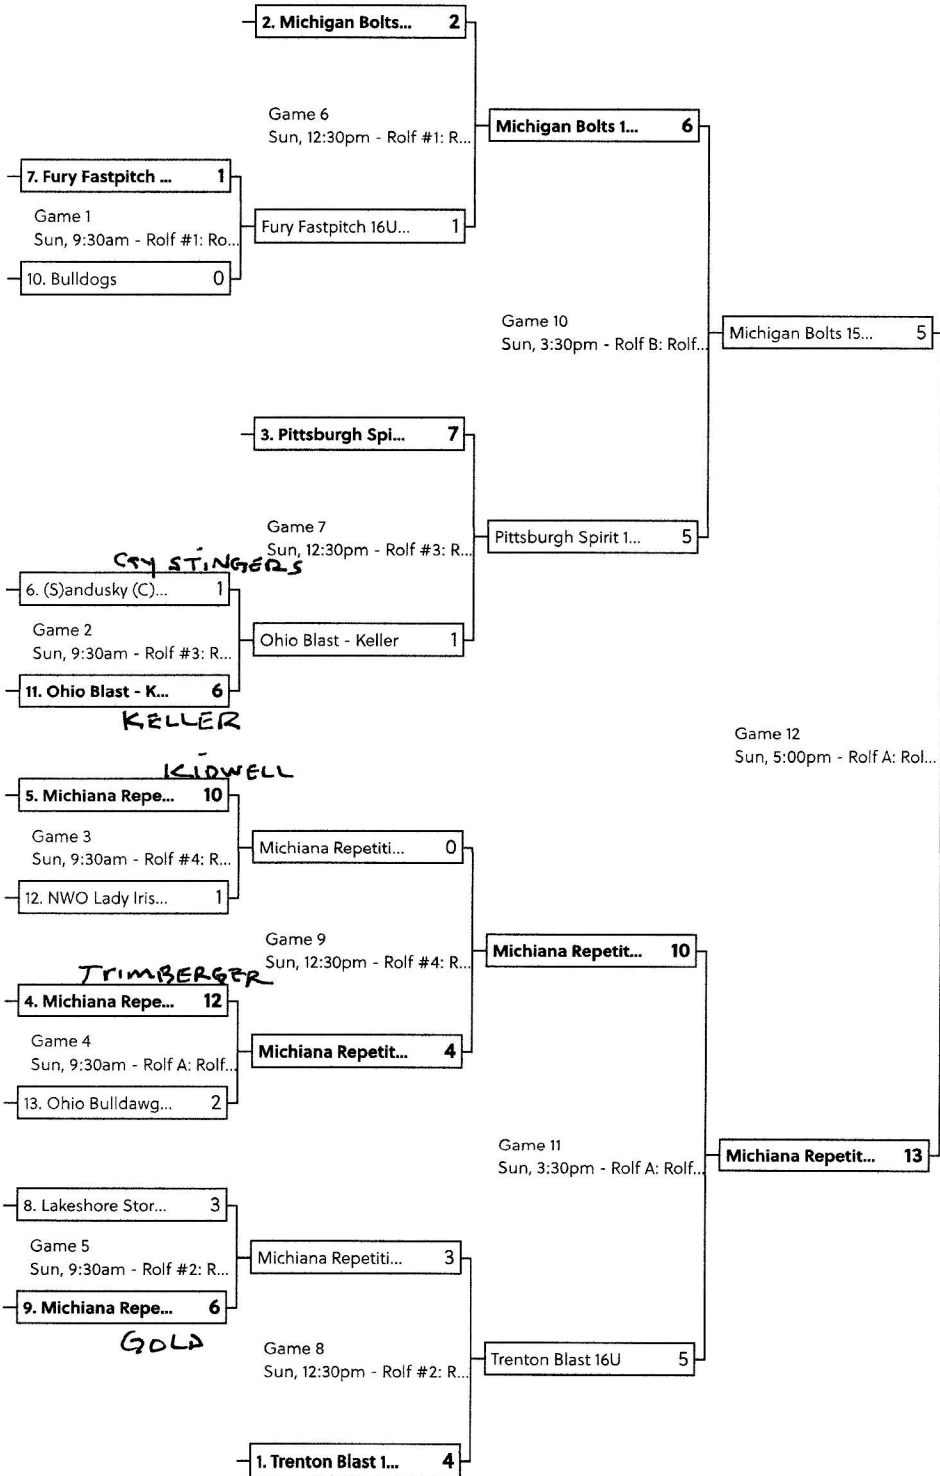 2. Michigan Bolts... 2
Game 6
Sun, 12:30pm - Rolf #1: R...
Michigan Bolts 1... 6
7. Fury Fastpitch ... 1
Game 1
Sun, 9:30am - Rolf #1: Ro...
Fury Fastpitch 16U... 1
10. Bulldogs 0
Game 10
Sun, 3:30pm - Rolf B: Rolf...
Michigan Bolts 15... 5
3. Pittsburgh Spi... 7
Game 7
Sun, 12:30pm - Rolf #3: R...
Pittsburgh Spirit 1... 5
CTY STINGERS
6. (S)andusky (C)... 1
Game 2
Sun, 9:30am - Rolf #3: R...
Ohio Blast - Keller 1
11. Ohio Blast - K... 6
KELLER
Game 12
Sun, 5:00pm - Rolf A: Rol...
KIDWELL
5. Michiana Repe... 10
Game 3
Sun, 9:30am - Rolf #4: R...
Michiana Repetiti... 0
12. NWO Lady Iris... 1
Game 9
Sun, 12:30pm - Rolf #4: R...
Michiana Repetit... 10
TRIMBERGER
4. Michiana Repe... 12
Game 4
Sun, 9:30am - Rolf A: Rolf...
Michiana Repetit... 4
13. Ohio Bulldawg... 2
Game 11
Sun, 3:30pm - Rolf A: Rolf...
Michiana Repetit... 13
8. Lakeshore Stor... 3
Game 5
Sun, 9:30am - Rolf #2: R...
Michiana Repetiti... 3
9. Michiana Repe... 6
GOLD
Game 8
Sun, 12:30pm - Rolf #2: R...
Trenton Blast 16U 5
1. Trenton Blast 1... 4